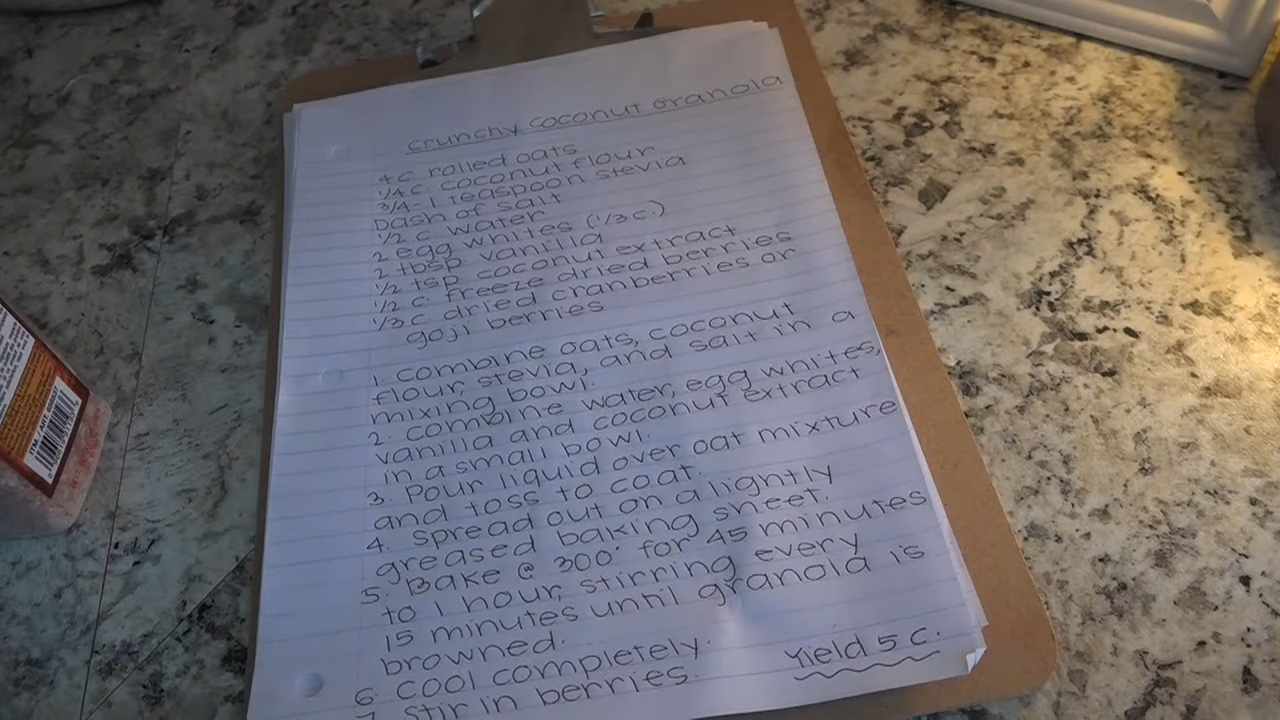 crunchy coconut Granola
4 c rolled oats
1/4 c. coconut flour
3/4-1 teaspoon stevia
Dash of salt
1/2 c. water
2 egg whites (1/3 c.)
2 tbsp vanilla
1/2 tsp coconut extract
1/2 c. freeze dried berries
1/3 c. dried cranberries or
goji berries
1. combine oats, coconut
flour, stevia, and salt in a
mixing bowl.
2. combine water, egg whites,
vanilla and coconut extract
in a small bowl.
3. Pour liquid over oat mixture
and toss to coat.
4. spread out on a lightly
greased baking sheet.
5. Bake @ 300° for 45 minutes
to 1 hour, stirring every
15 minutes until granola is
browned.
6. cool completely.
7. Stir in berries.
Yield 5 c.